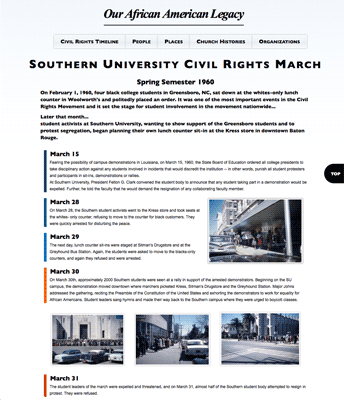 Our African American Legacy
CIVIL RIGHTS TIMELINE PEOPLE PLACES CHURCH HISTORIES ORGANIZATIONS
SOUTHERN UNIVERSITY CIVIL RIGHTS MARCH
Spring Semester 1960
On February 1, 1960, four black college students in Greensboro, NC, sat down at the whites-only lunch
counter in Woolworth's and politely placed an order. It was one of the most important events in the Civil
Rights Movement and it set the stage for student involvement in the movement nationwide...
Later that month...
student activists at Southern University, wanting to show support of the Greensboro students and to
protest segregation, began planning their own lunch counter sit-in at the Kress store in downtown Baton
Rouge.
March 15
Fearing the possibility of campus demonstrations in Louisiana, on March 15, 1960, the State Board of Education ordered all college presidents to
take disciplinary action against any students involved in incidents that would discredit the institution -- in other words, punish all student protesters
and participants in sit-ins, demonstrations or rallies.
At Southern University, President Felton G. Clark convened the student body to announce that any student taking part in a demonstration would be
expelled. Further, he told the faculty that he would demand the resignation of any collaborating faculty member.
TOP
March 28
On March 28, the Southern student activists went to the Kress store and took seats at
the whites- only counter, refusing to move to the counter for black customers. They
were quickly arrested for disturbing the peace.
March 29
The next day, lunch counter sit-ins were staged at Sitman's Drugstore and at the
Greyhound Bus Station. Again, the students were asked to move to the blacks-only
counters, and again they refused and were arrested.
March 30
On March 30th, approximately 2000 Southern students were seen at a rally in support of the arrested demonstrators. Beginning on the SU
campus, the demonstration moved downtown where marchers picketed Kress, Sitman's Drugstore and the Greyhound Station. Major Johns
addressed the gathering, reciting the Preamble of the Constitution of the United States and exhorting the demonstrators to work for equality for
African Americans. Student leaders sang hymns and made their way back to the Southern campus where they were urged to boycott classes.
March 31
The student leaders of the march were expelled and threatened, and on March 31, almost half of the Southern student body attempted to resign in
protest. They were refused.